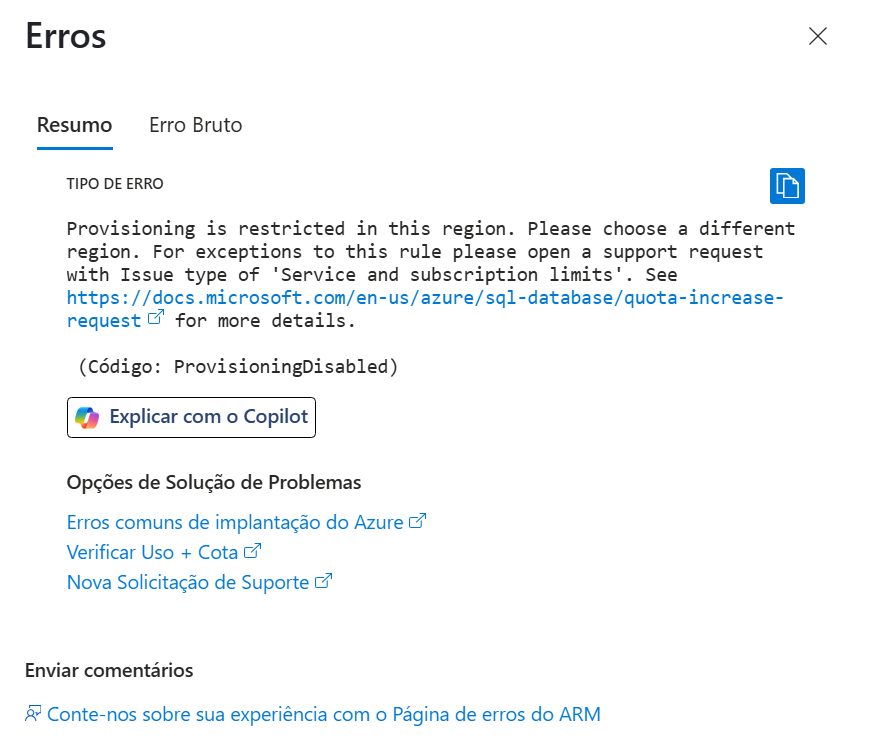 Erros
Resumo
Erro Bruto
TIPO DE ERRO
Provisioning is restricted in this region. Please choose a different
region. For exceptions to this rule please open a support request
with Issue type of 'Service and subscription limits'. See
https://docs.microsoft.com/en-us/azure/sql-database/quota-increase-
request for more details.
(Código: ProvisioningDisabled)
Explicar com o Copilot
Opções de Solução de Problemas
Erros comuns de implantação do Azure
Verificar Uso + Cota
Nova Solicitação de Suporte
Enviar comentários
Conte-nos sobre sua experiência com o Página de erros do ARM